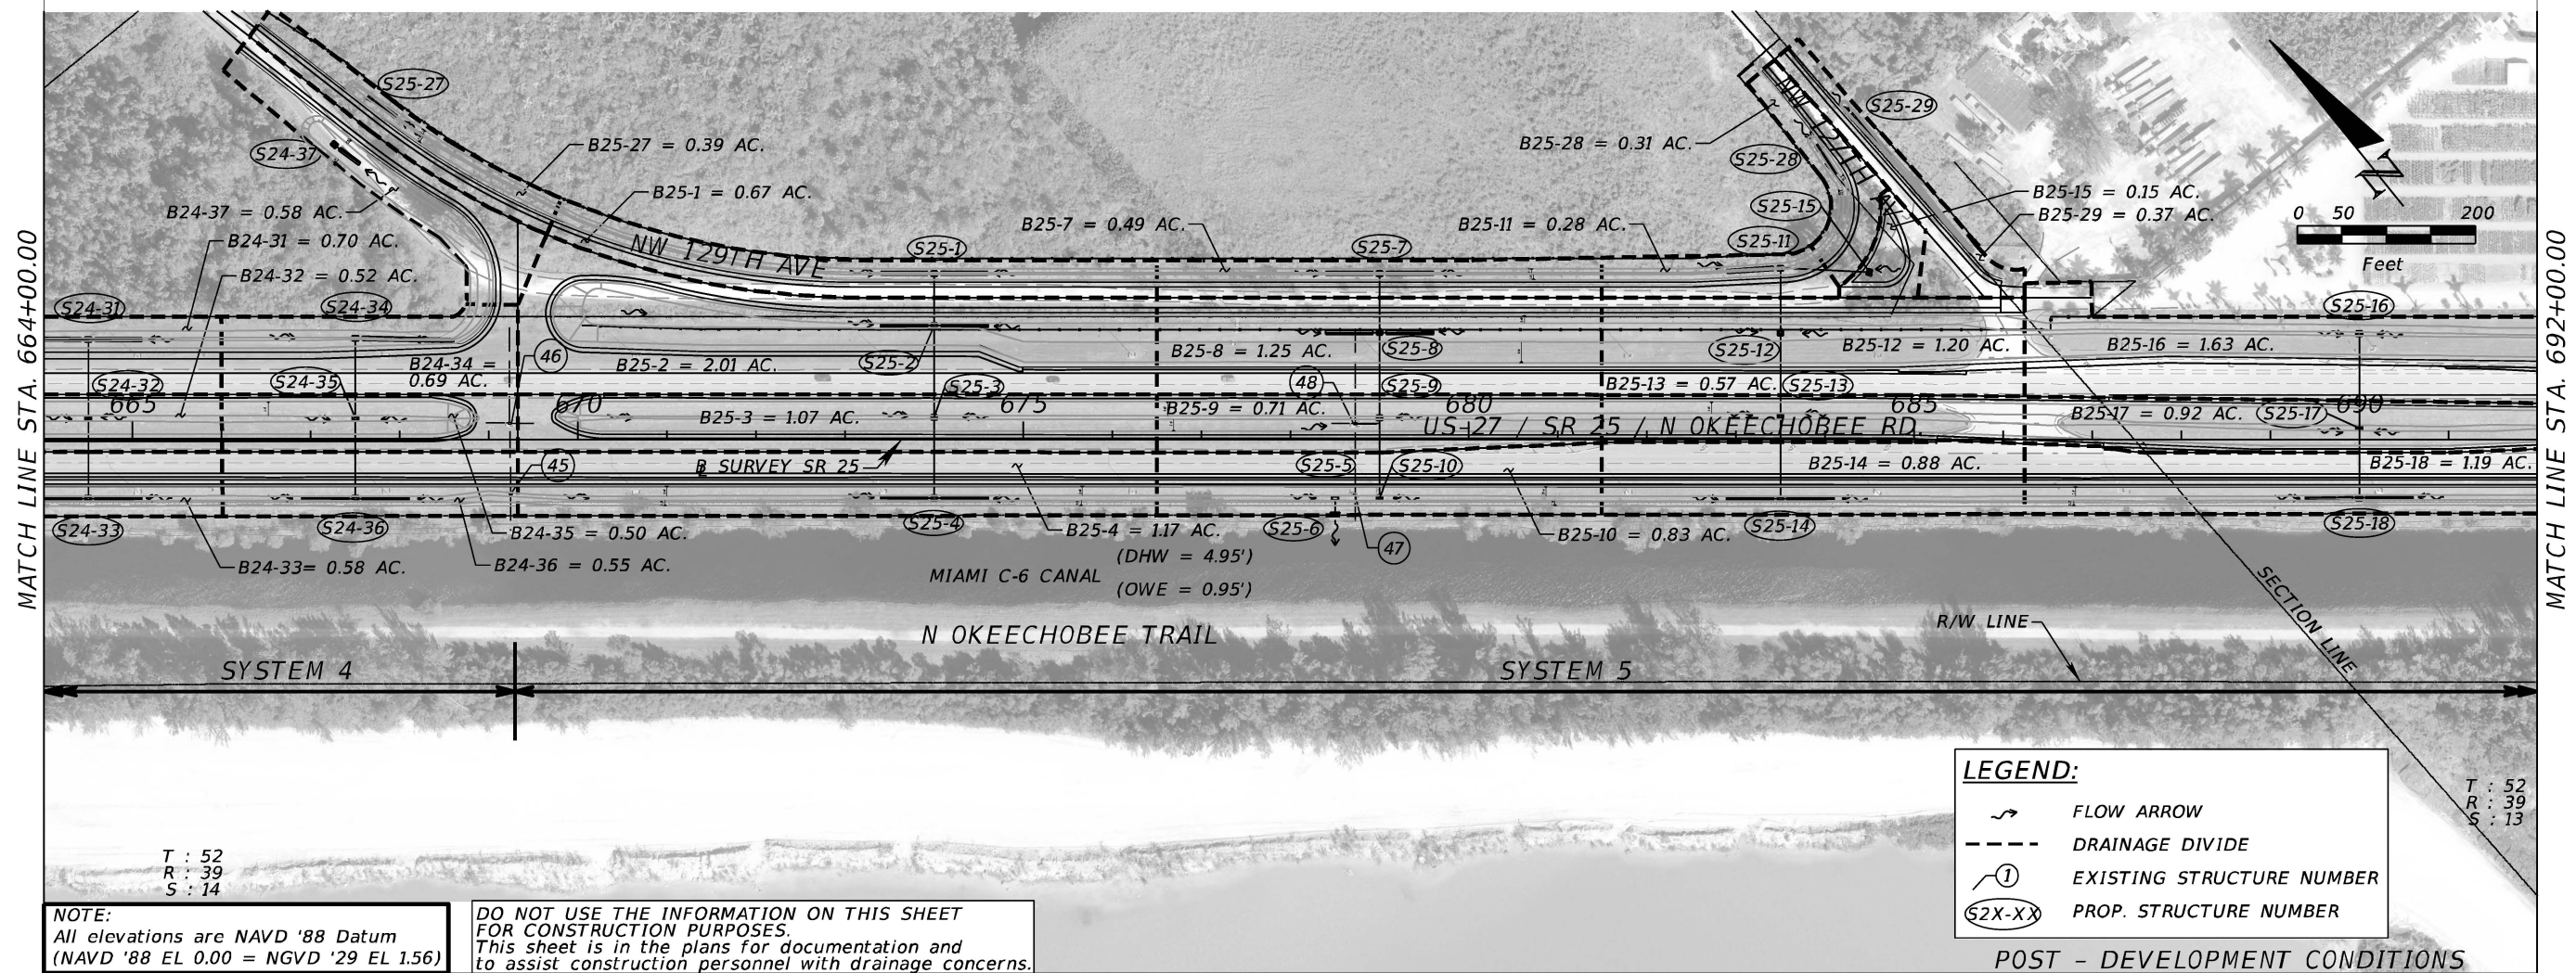 S25-27
S25-29
B25-27 = 0.39 AC.
B25-28 = 0.31 AC.
S24-37
S25-28
NW 127TH
B25-1 = 0.67 AC.
B25-15 = 0.15 AC.
N
B24-37 = 0.58 AC.
S25-15
B25-29 = 0.37 AC.
0 50 200
Feet
B24-31 = 0.70 AC.
NW 129TH AVE
S25-1
B25-7 = 0.49 AC.
S25-7
B25-11 = 0.28 AC.
S25-11
B24-32 = 0.52 AC.
S24-31
S24-34
S25-16
B24-34 =
0.69 AC.
46
B25-2 = 2.01 AC.
S25-2
B25-8 = 1.25 AC.
S25-8
S25-12
B25-12 = 1.20 AC.
B25-16 = 1.63 AC.
S24-32
S24-35
S25-3
48
S25-9
B25-13 = 0.57 AC.
S25-13
665
670
B25-3 = 1.07 AC.
675
B25-9 = 0.71 AC.
680
685
B25-17 = 0.92 AC.
S25-17
690
US-27 / SR 25 / N OKEECHOBEE RD.
45
BL SURVEY SR 25
S25-5
S25-10
B25-14 = 0.88 AC.
B25-18 = 1.19 AC.
S24-33
S24-36
B24-35 = 0.50 AC.
S25-4
B25-4 = 1.17 AC.
S25-6
47
B25-10 = 0.83 AC.
S25-14
S25-18
B24-33= 0.58 AC.
B24-36 = 0.55 AC.
MIAMI C-6 CANAL
(DHW = 4.95')
(OWE = 0.95')
N OKEECHOBEE TRAIL
R/W LINE
SECTION LINE
SYSTEM 4
SYSTEM 5
MATCH LINE STA. 664+00.00
MATCH LINE STA. 692+00.00
T : 52
R : 39
S : 14
T : 52
R : 39
S : 13
LEGEND:
FLOW ARROW
DRAINAGE DIVIDE
1 EXISTING STRUCTURE NUMBER
S2X-XX PROP. STRUCTURE NUMBER
NOTE:
All elevations are NAVD '88 Datum
(NAVD '88 EL 0.00 = NGVD '29 EL 1.56)
DO NOT USE THE INFORMATION ON THIS SHEET
FOR CONSTRUCTION PURPOSES.
This sheet is in the plans for documentation and
to assist construction personnel with drainage concerns.
POST - DEVELOPMENT CONDITIONS